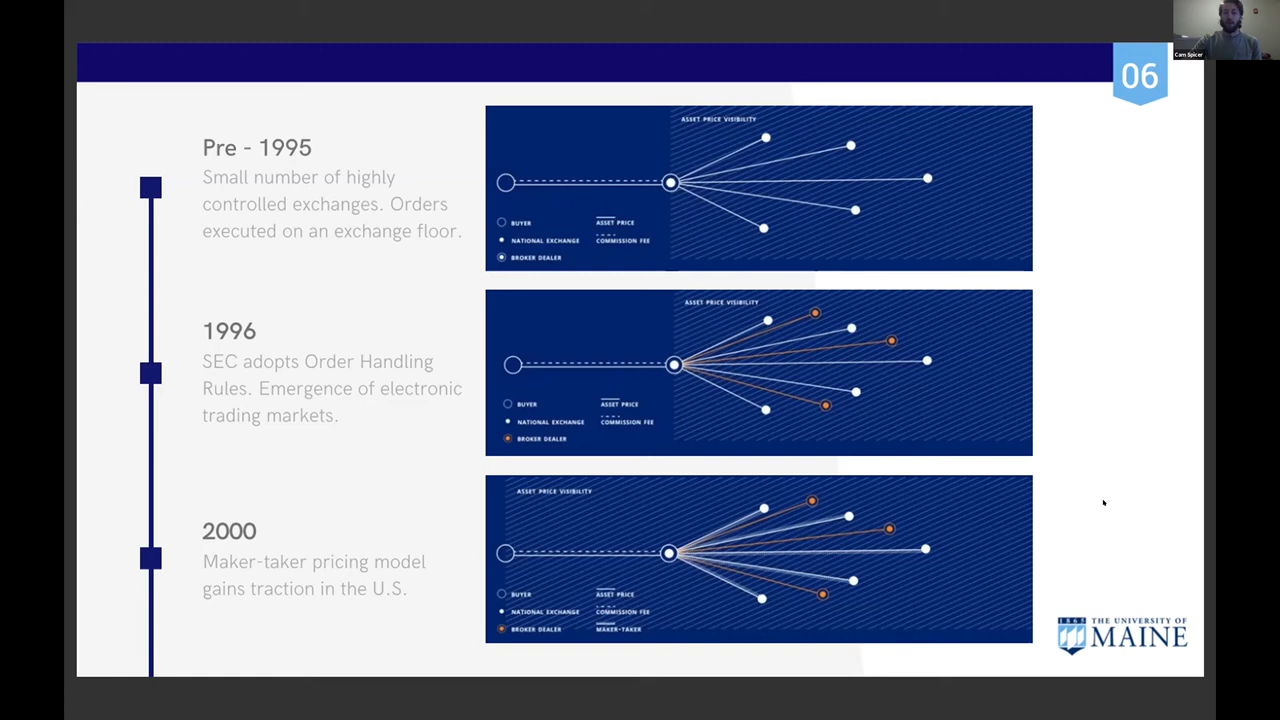 Cam Spicer
06
Pre - 1995
Small number of highly
controlled exchanges. Orders
executed on an exchange floor.
ASSET PRICE VISIBILITY
BUYER
ASSET PRICE
NATIONAL EXCHANGE
COMMISSION FEE
BROKER DEALER
1996
SEC adopts Order Handling
Rules. Emergence of electronic
trading markets.
ASSET PRICE VISIBILITY
BUYER
ASSET PRICE
NATIONAL EXCHANGE
COMMISSION FEE
BROKER DEALER
2000
Maker-taker pricing model
gains traction in the U.S.
ASSET PRICE VISIBILITY
BUYER
ASSET PRICE
NATIONAL EXCHANGE
COMMISSION FEE
BROKER DEALER
MAKER-TAKER
1865
THE UNIVERSITY OF
MAINE